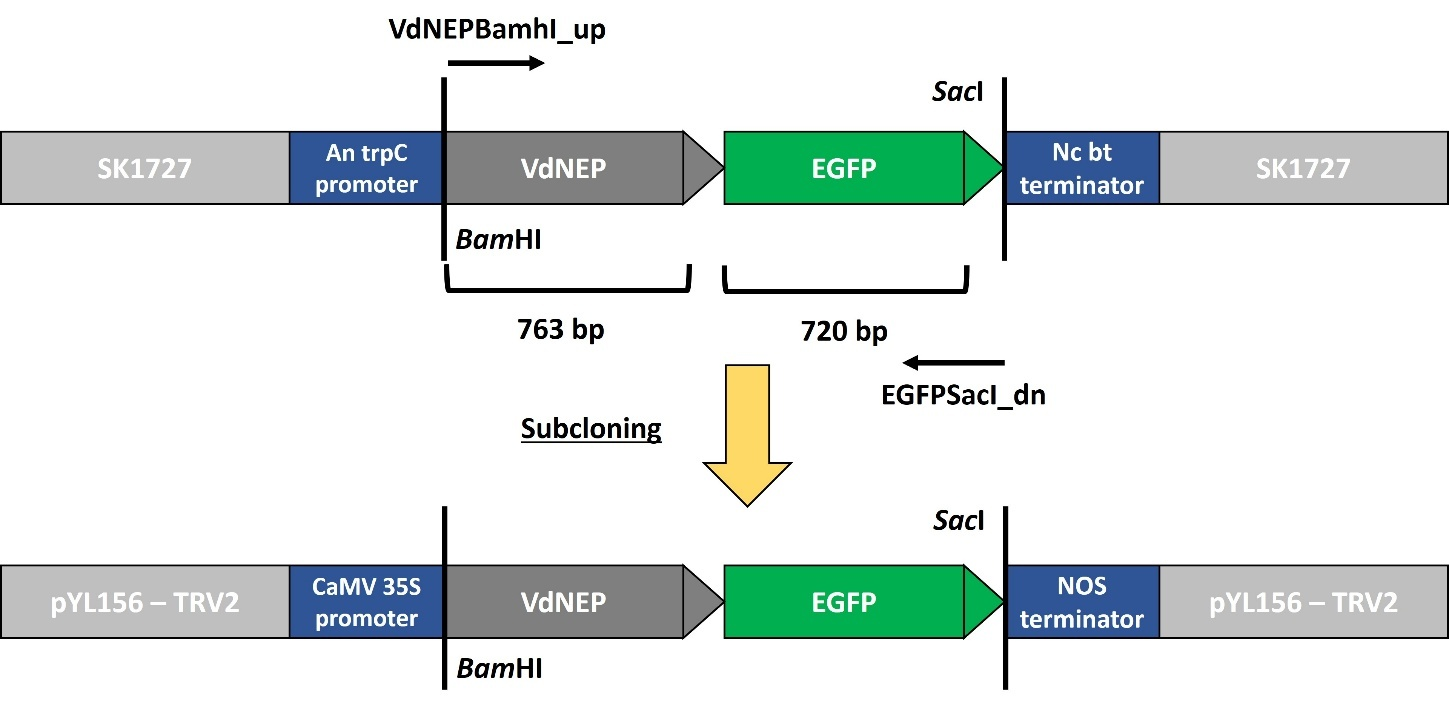 VdNEPBamhI_up
SacI
SK1727
An trpC
promoter
VdNEP
EGFP
Nc bt
terminator
SK1727
BamHI
763 bp
720 bp
EGFPSacI_dn
Subcloning
SacI
pYL156 – TRV2
CaMV 35S
promoter
VdNEP
EGFP
NOS
terminator
pYL156 – TRV2
BamHI